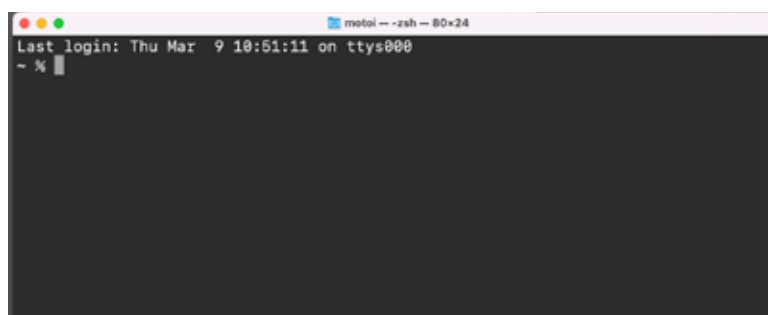 motoi — -zsh — 80×24
Last login: Thu Mar  9 10:51:11 on ttys000
~ %